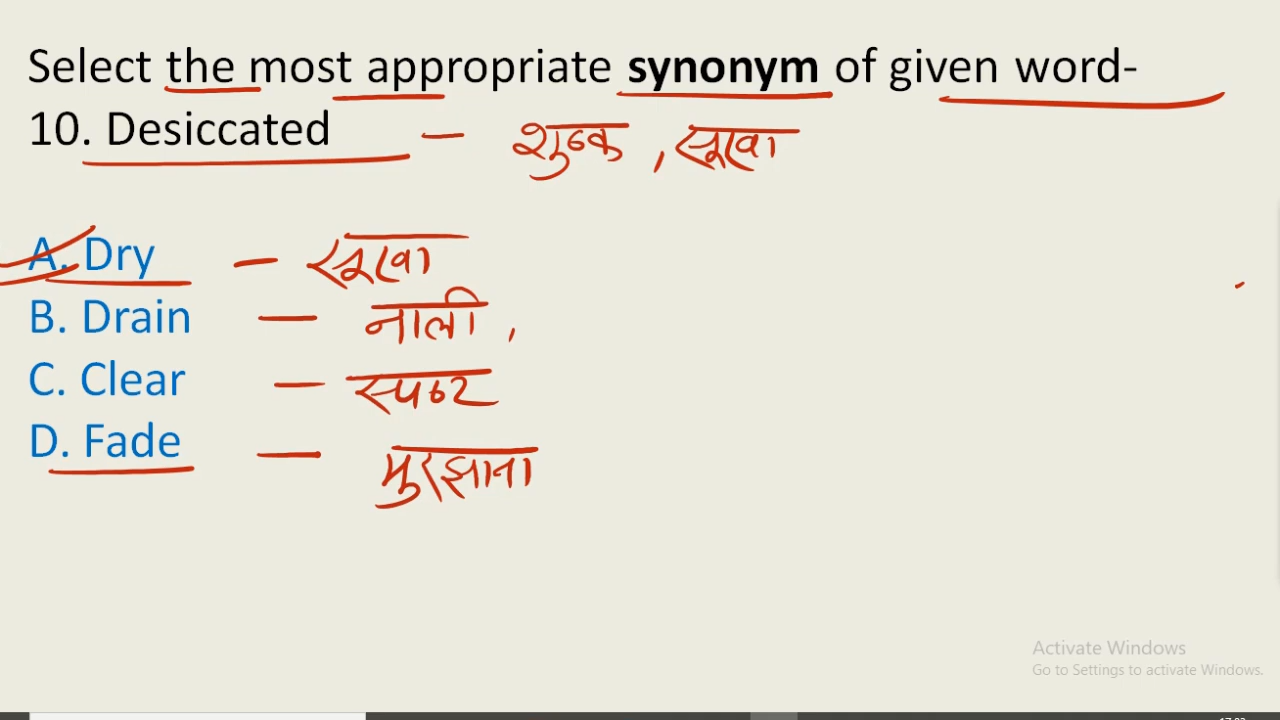 Select the most appropriate synonym of given word-
10. Desiccated – शुष्क , सूखा
A. Dry – सूखा
B. Drain – नाली ,
C. Clear – स्पष्ट
D. Fade – मुरझाना
Activate Windows
Go to Settings to activate Windows.